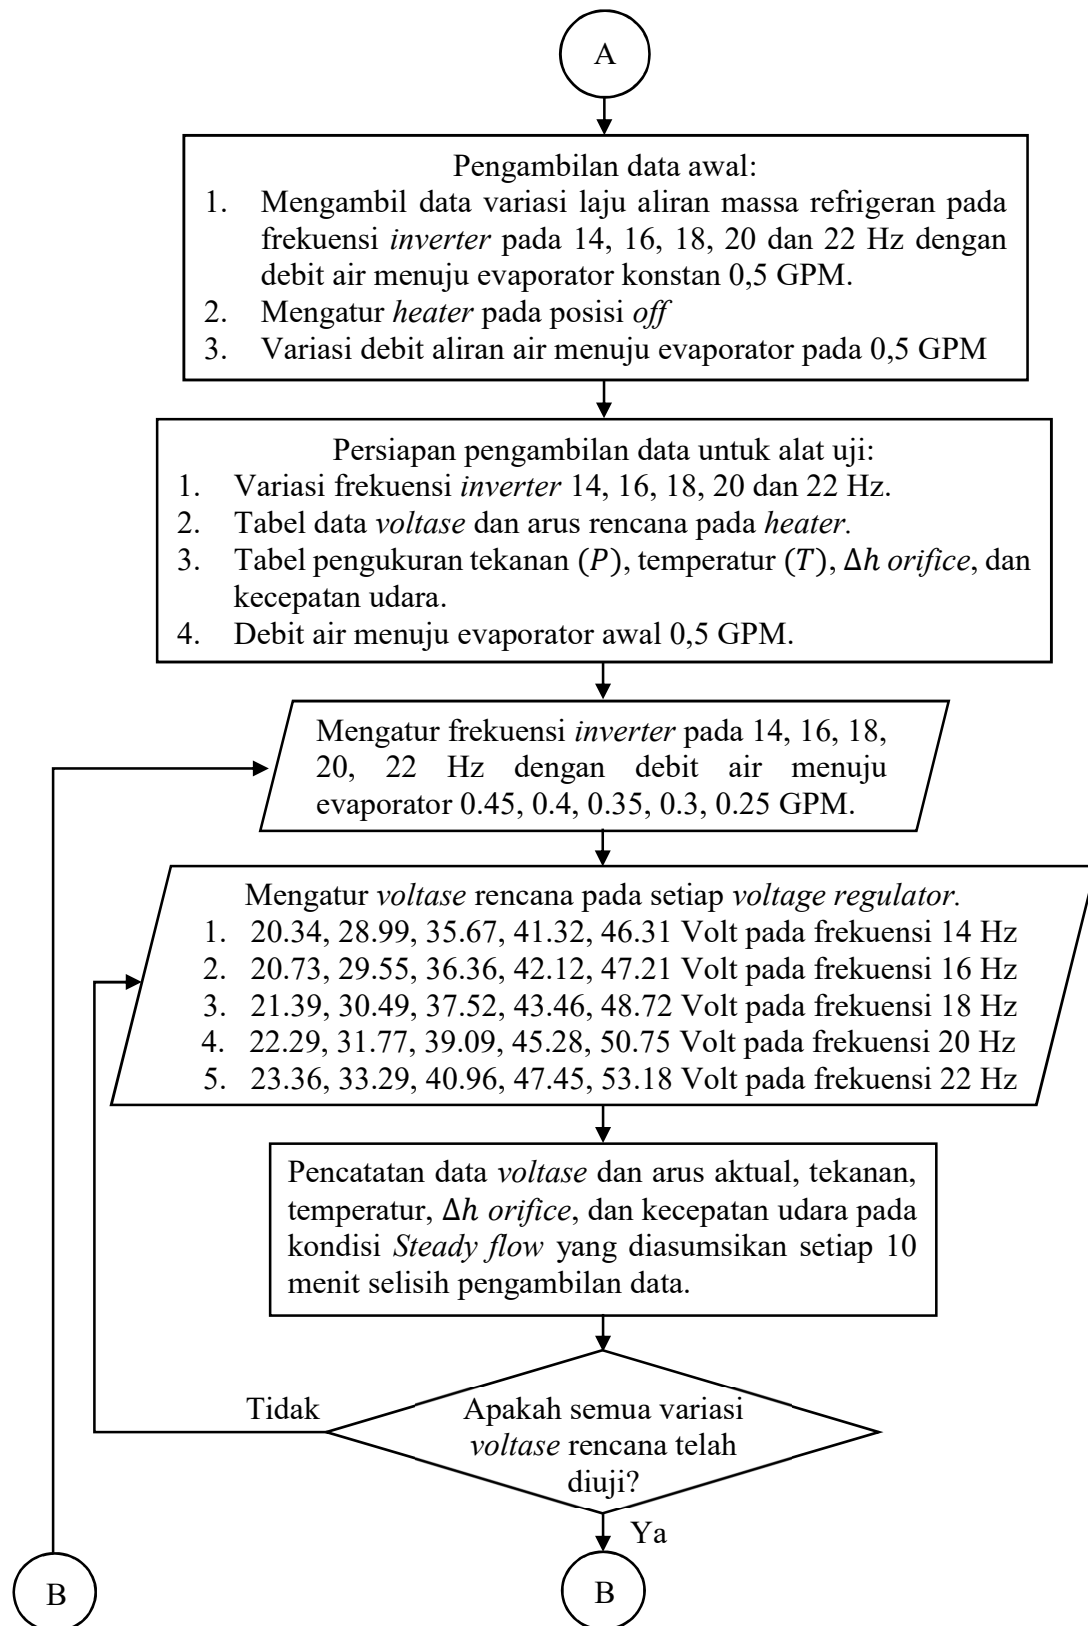 A
Pengambilan data awal:
1. Mengambil data variasi laju aliran massa refrigeran pada
frekuensi inverter pada 14, 16, 18, 20 dan 22 Hz dengan
debit air menuju evaporator konstan 0,5 GPM.
2. Mengatur heater pada posisi off
3. Variasi debit aliran air menuju evaporator pada 0,5 GPM
Persiapan pengambilan data untuk alat uji:
1. Variasi frekuensi inverter 14, 16, 18, 20 dan 22 Hz.
2. Tabel data voltase dan arus rencana pada heater.
3. Tabel pengukuran tekanan (P), temperatur (T), Δh orifice, dan
kecepatan udara.
4. Debit air menuju evaporator awal 0,5 GPM.
Mengatur frekuensi inverter pada 14, 16, 18,
20, 22 Hz dengan debit air menuju
evaporator 0.45, 0.4, 0.35, 0.3, 0.25 GPM.
Mengatur voltase rencana pada setiap voltage regulator.
1. 20.34, 28.99, 35.67, 41.32, 46.31 Volt pada frekuensi 14 Hz
2. 20.73, 29.55, 36.36, 42.12, 47.21 Volt pada frekuensi 16 Hz
3. 21.39, 30.49, 37.52, 43.46, 48.72 Volt pada frekuensi 18 Hz
4. 22.29, 31.77, 39.09, 45.28, 50.75 Volt pada frekuensi 20 Hz
5. 23.36, 33.29, 40.96, 47.45, 53.18 Volt pada frekuensi 22 Hz
Pencatatan data voltase dan arus aktual, tekanan,
temperatur, Δh orifice, dan kecepatan udara pada
kondisi Steady flow yang diasumsikan setiap 10
menit selisih pengambilan data.
Tidak
Apakah semua variasi
voltase rencana telah
diuji?
Ya
B
B